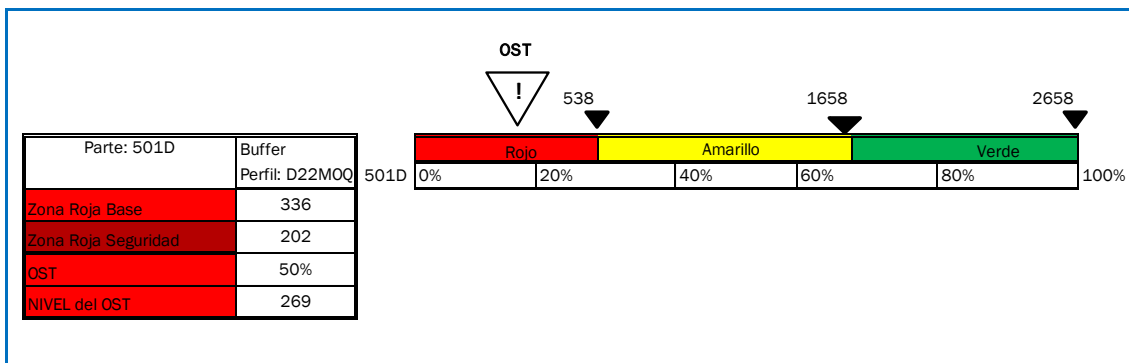 OST
!
538
1658
2658
Rojo
Amarillo
Verde
501D 0% 20% 40% 60% 80% 100%
Parte: 501D Buffer
Perfil: D22MOQ
Zona Roja Base 336
Zona Roja Seguridad 202
OST 50%
NIVEL del OST 269